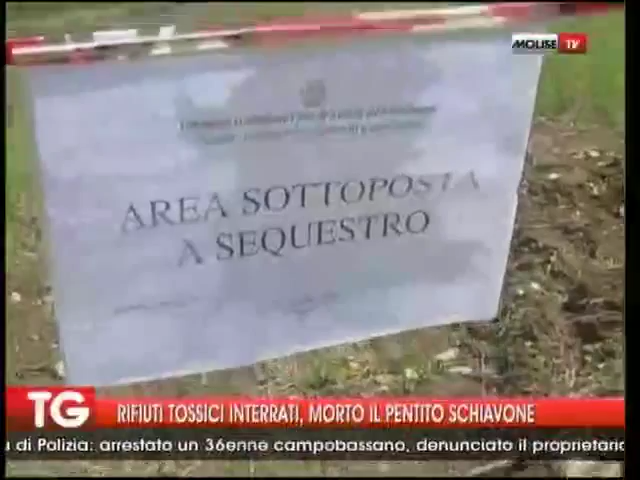 MOLISE TV
AREA SOTTOPOSTA
A SEQUESTRO
TG RIFIUTI TOSSICI INTERRATI, MORTO IL PENTITO SCHIAVONE
di Polizia: arrestato un 36enne campobassano, denunciato il proprietario